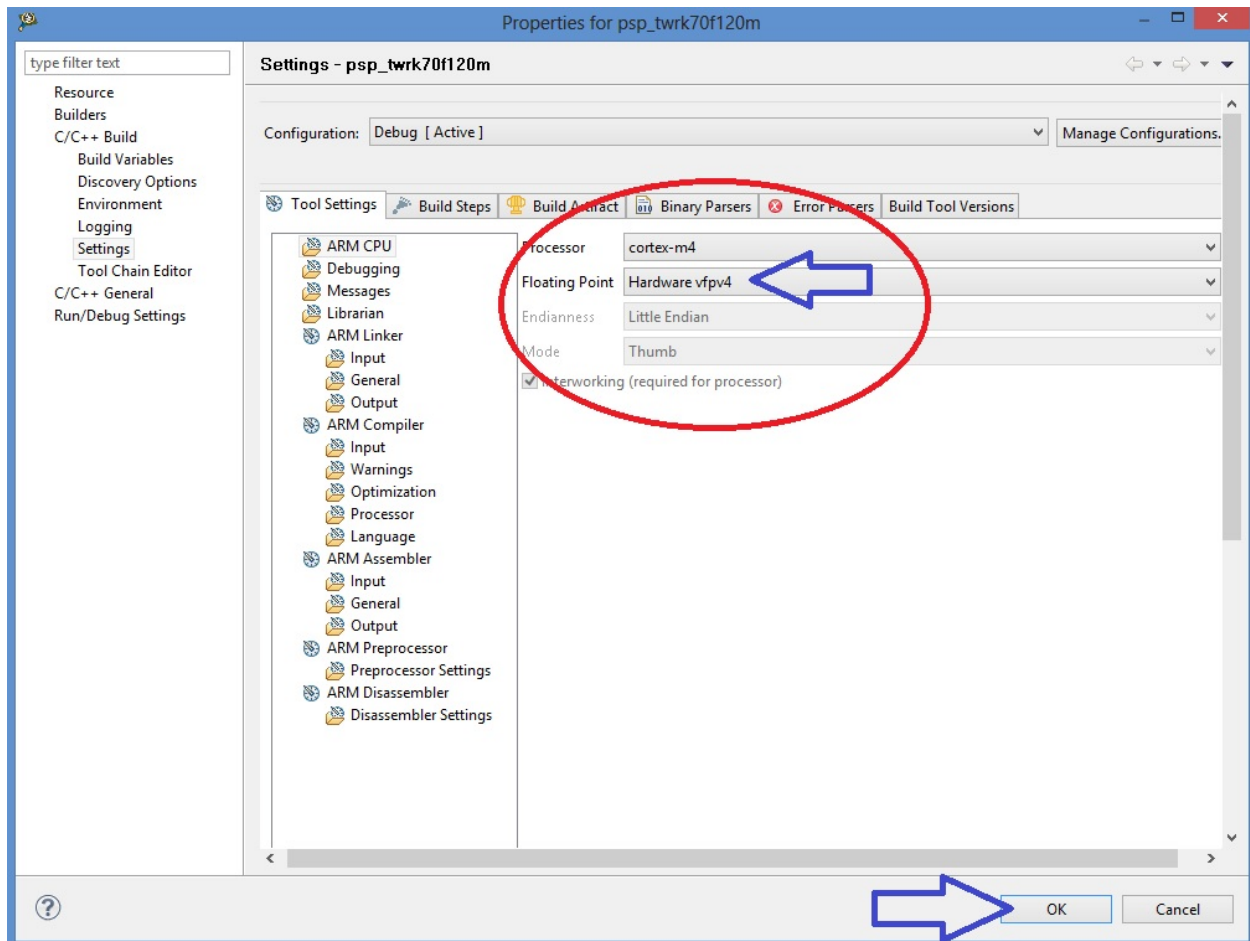 Properties for psp_twrk70f120m
type filter text
Resource
Builders
C/C++ Build
Build Variables
Discovery Options
Environment
Logging
Settings
Tool Chain Editor
C/C++ General
Run/Debug Settings
Settings - psp_twrk70f120m
Configuration: Debug [ Active ] Manage Configurations.
Tool Settings Build Steps Build Artifact Binary Parsers Error Parsers Build Tool Versions
ARM CPU
Debugging
Messages
Librarian
ARM Linker
Input
General
Output
ARM Compiler
Input
Warnings
Optimization
Processor
Language
ARM Assembler
Input
General
Output
ARM Preprocessor
Preprocessor Settings
ARM Disassembler
Disassembler Settings
Processor cortex-m4
Floating Point Hardware vfpv4
Endianness Little Endian
Mode Thumb
Interworking (required for processor)
OK Cancel